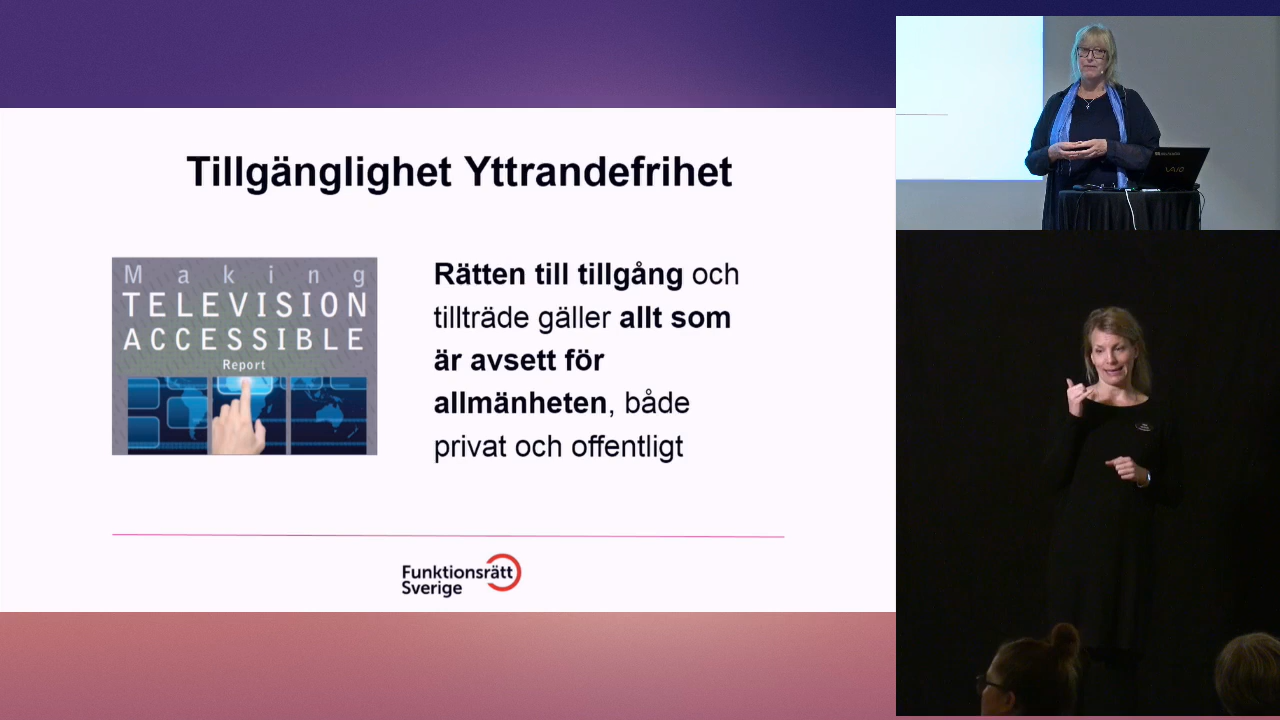 Tillgänglighet Yttrandefrihet
Making
TELEVISION
ACCESSIBLE
Report
Rätten till tillgång och
tillträde gäller allt som
är avsett för
allmänheten, både
privat och offentligt
Funktionsrätt
Sverige
VAIO